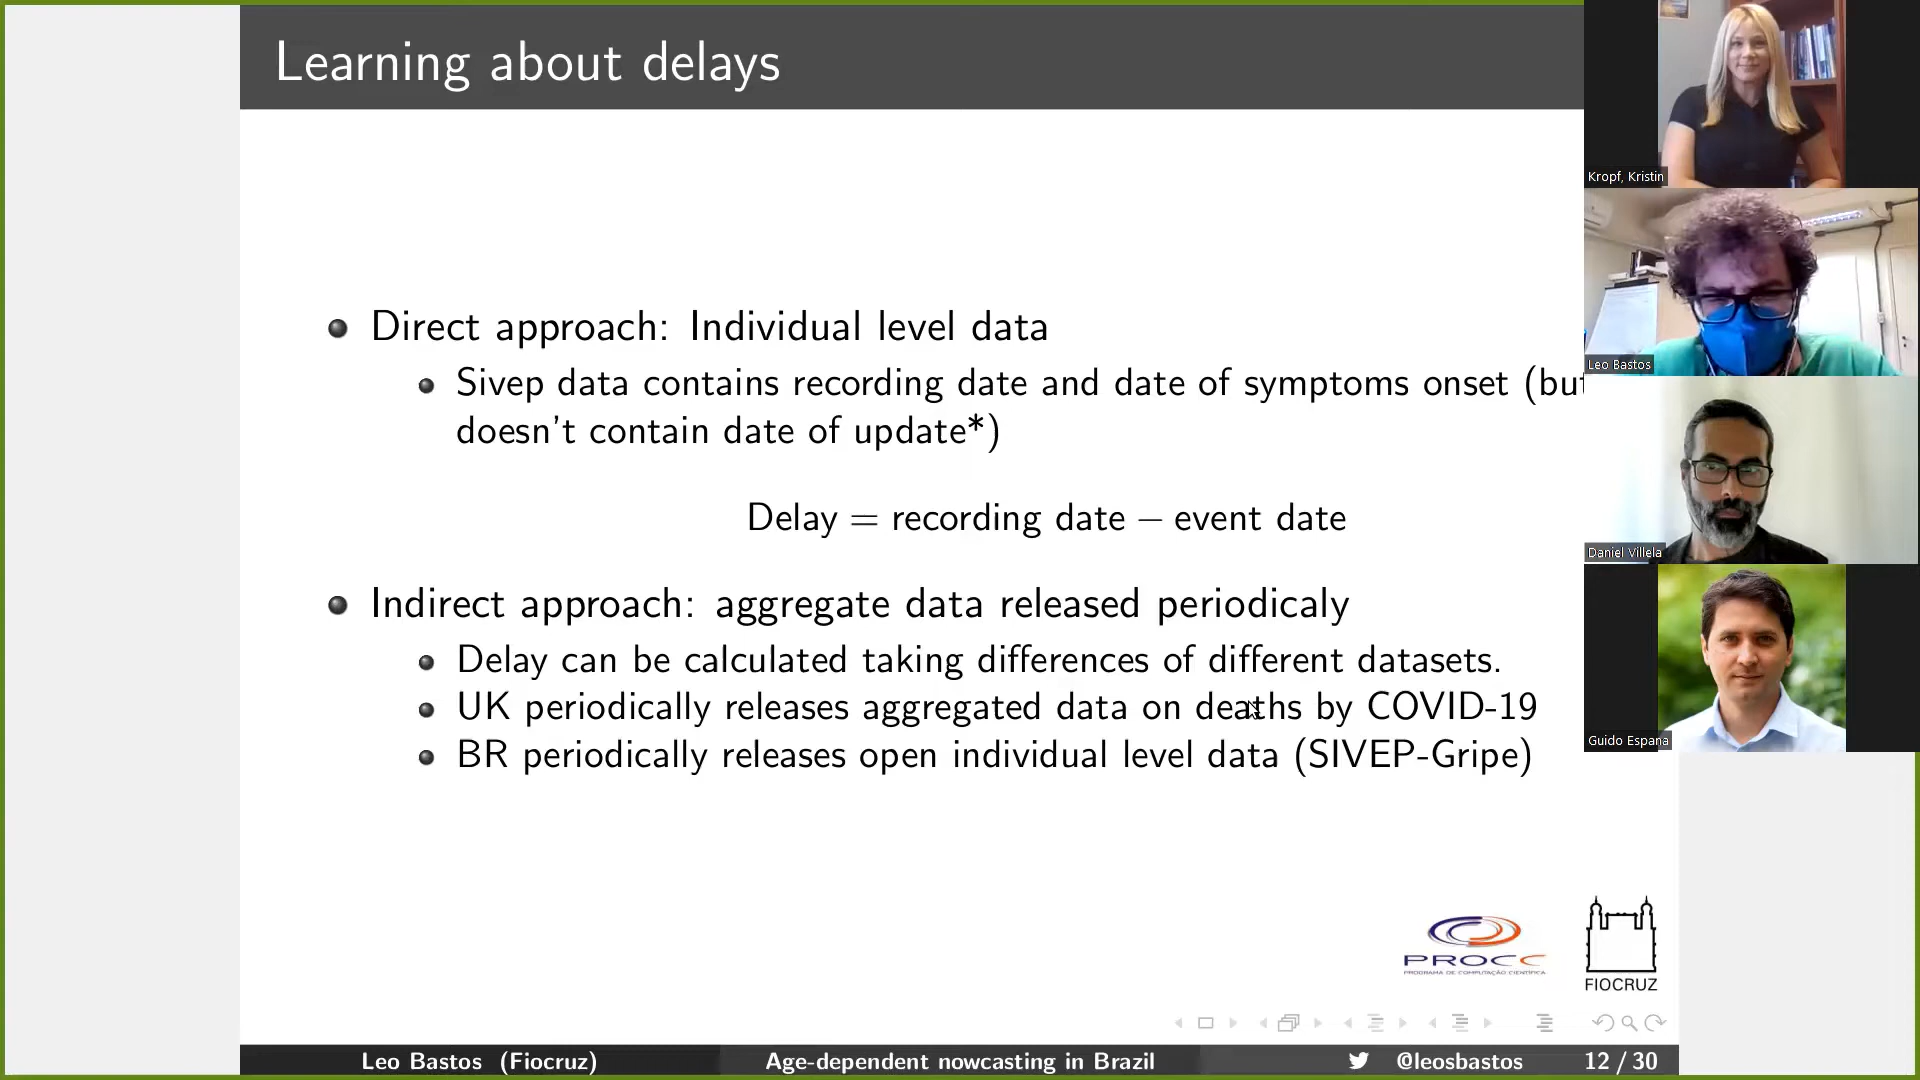 Learning about delays
Direct approach: Individual level data
Sivep data contains recording date and date of symptoms onset (but
doesn't contain date of update*)
Delay = recording date − event date
Indirect approach: aggregate data released periodicaly
Delay can be calculated taking differences of different datasets.
UK periodically releases aggregated data on deaths by COVID-19
BR periodically releases open individual level data (SIVEP-Gripe)
PROCC
PROGRAMA DE COMPUTAÇÃO CIENTÍFICA
FIOCRUZ
Leo Bastos (Fiocruz) Age-dependent nowcasting in Brazil @leosbastos 12 / 30
Kropf, Kristin
Leo Bastos
Daniel Villela
Guido Espana